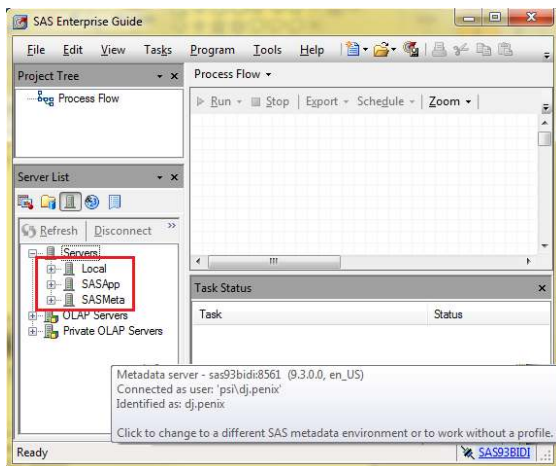 SAS Enterprise Guide
File Edit View Tasks Program Tools Help
Project Tree
Process Flow
Process Flow
Run Stop Export Schedule Zoom
Server List
Refresh Disconnect »
Servers
Local
SASApp
SASMeta
OLAP Servers
Private OLAP Servers
Task Status
Task Status
Metadata server - sas93bidi:8561 (9.3.0.0, en_US)
Connected as user: 'psi\dj.penix'
Identified as: dj.penix
Click to change to a different SAS metadata environment or to work without a profile.
Ready
SAS93BIDI